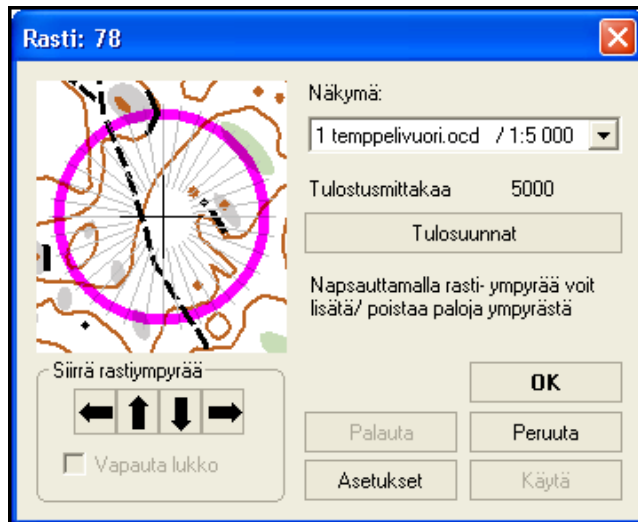 Rasti: 78
Näkymä:
1 temppelivuori.ocd / 1:5 000
Tulostusmittakaa 5000
Tulosuunnat
Napsauttamalla rasti- ympyrää voit
lisätä/ poistaa paloja ympyrästä
Siirrä rastiympyrää
Vapauta lukko
OK
Palauta
Peruuta
Asetukset
Käytä